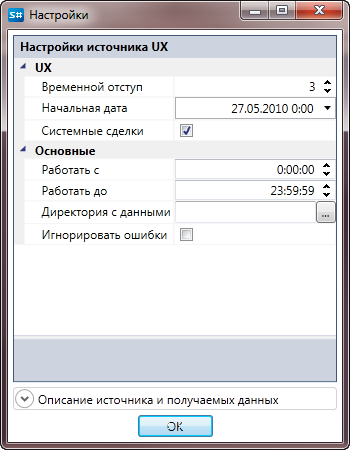 S# Настройки
Настройки источника UX
UX
Временной отступ 3
Начальная дата 27.05.2010 0:00
Системные сделки
Основные
Работать с 0:00:00
Работать до 23:59:59
Директория с данными ...
Игнорировать ошибки
Описание источника и получаемых данных
OK